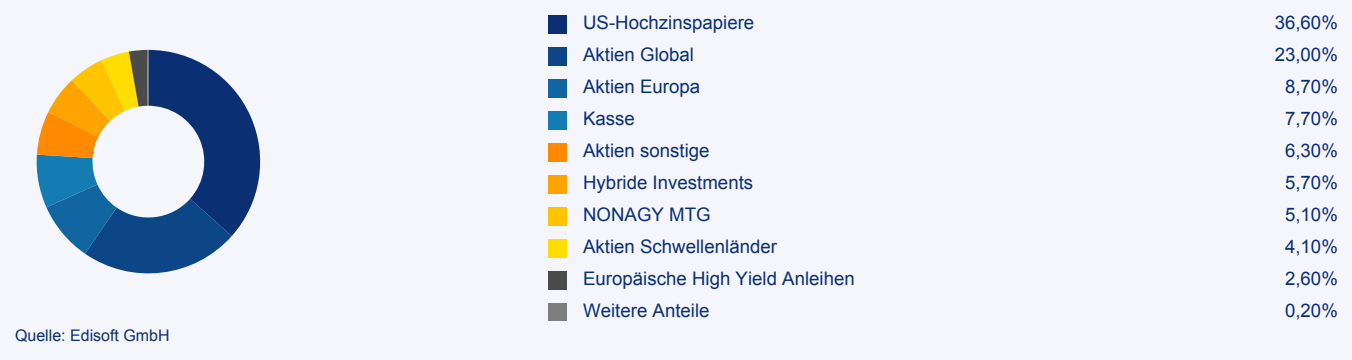 US-Hochzinspapiere 36,60%
Aktien Global 23,00%
Aktien Europa 8,70%
Kasse 7,70%
Aktien sonstige 6,30%
Hybride Investments 5,70%
NONAGY MTG 5,10%
Aktien Schwellenländer 4,10%
Europäische High Yield Anleihen 2,60%
Weitere Anteile 0,20%
Quelle: Edisoft GmbH